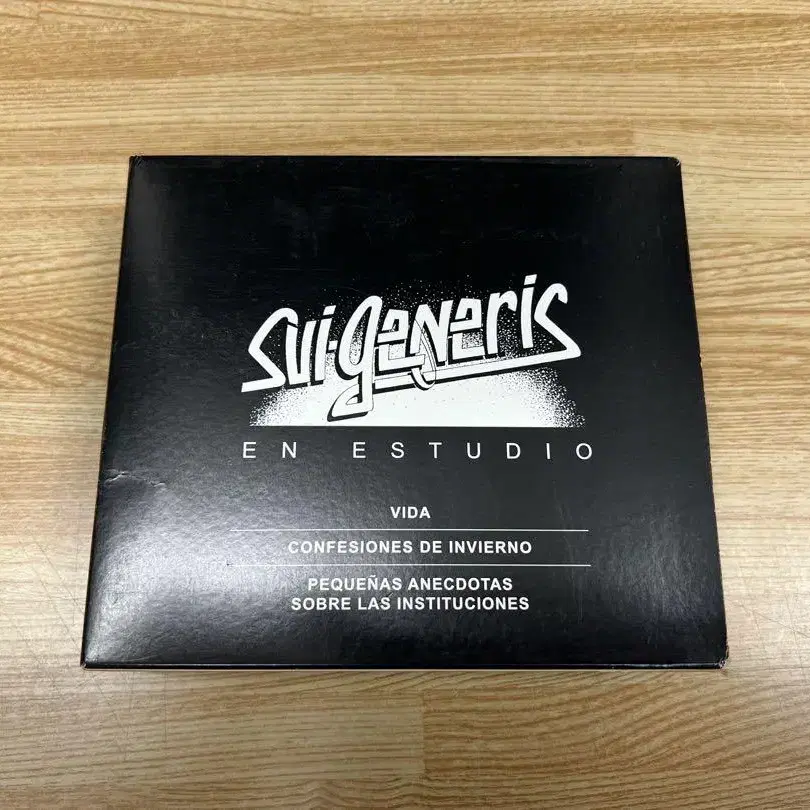 Sui-Generis
EN ESTUDIO
VIDA
CONFESIONES DE INVIERNO
PEQUEÑAS ANECDOTAS
SOBRE LAS INSTITUCIONES